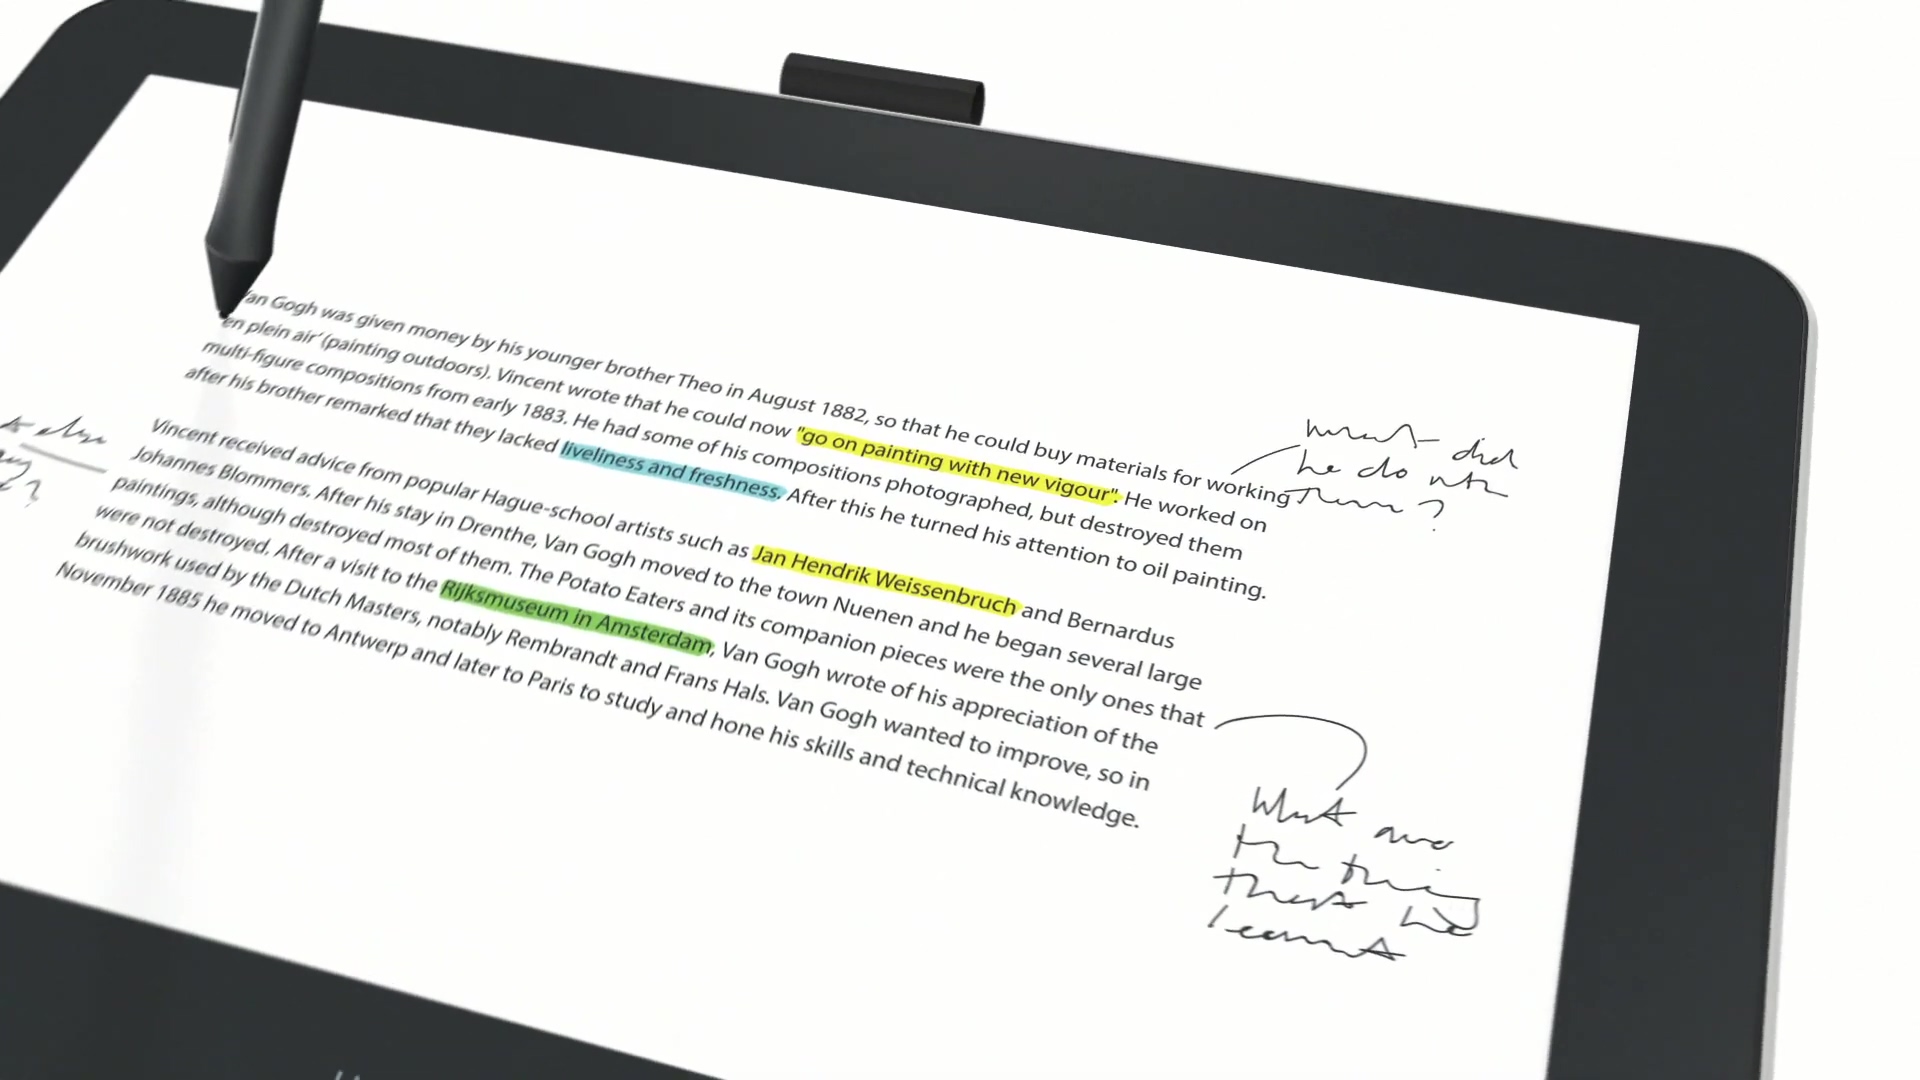 Van Gogh was given money by his younger brother Theo in August 1882, so that he could buy materials for working
'en plein air' (painting outdoors). Vincent wrote that he could now "go on painting with new vigour". He worked on
multi-figure compositions from early 1883. He had some of his compositions photographed, but destroyed them
after his brother remarked that they lacked liveliness and freshness. After this he turned his attention to oil painting.
Vincent received advice from popular Hague-school artists such as Jan Hendrik Weissenbruch and Bernardus
Johannes Blommers. After his stay in Drenthe, Van Gogh moved to the town Nuenen and he began several large
paintings, although destroyed most of them. The Potato Eaters and its companion pieces were the only ones that
were not destroyed. After a visit to the Rijksmuseum in Amsterdam, Van Gogh wrote of his appreciation of the
brushwork used by the Dutch Masters, notably Rembrandt and Frans Hals. Van Gogh wanted to improve, so in
November 1885 he moved to Antwerp and later to Paris to study and hone his skills and technical knowledge.
what did
he do with
them?
What are
the things
that he
learnt